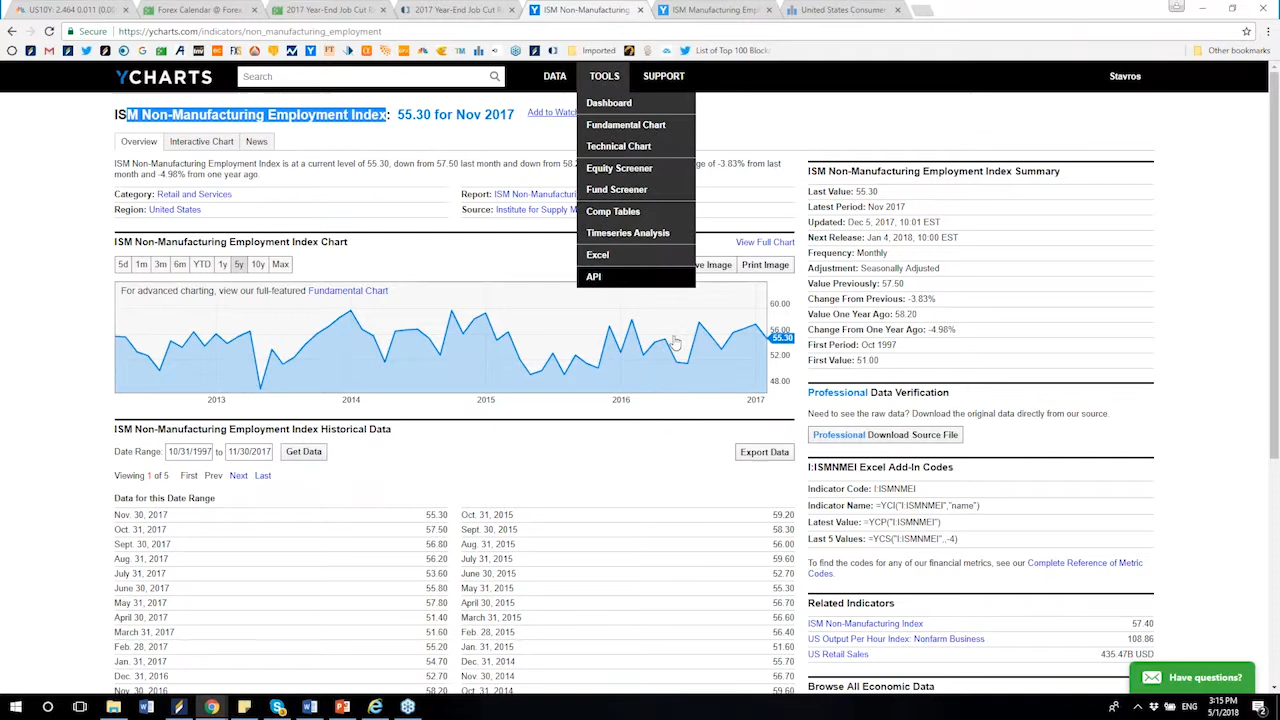 US10Y: 2.464 0.011 (0.00
Forex Calendar @ Forex
2017 Year-End Job Cut R
2017 Year-End Job Cut R
ISM Non-Manufacturing
ISM Manufacturing Emp
United States Consumer
Secure https://ycharts.com/indicators/non_manufacturing_employment
Imported
List of Top 100 Block
Other bookmarks
YCHARTS
Search
DATA TOOLS SUPPORT
Stavros
Dashboard
Fundamental Chart
Technical Chart
Equity Screener
Fund Screener
Comp Tables
Timeseries Analysis
Excel
API
ISM Non-Manufacturing Employment Index: 55.30 for Nov 2017 Add to Watch
Overview Interactive Chart News
ISM Non-Manufacturing Employment Index is at a current level of 55.30, down from 57.50 last month and down from 58.2 ge of -3.83% from last
month and -4.98% from one year ago.
Category: Retail and Services
Report: ISM Non-Manufacturi
Region: United States
Source: Institute for Supply M
ISM Non-Manufacturing Employment Index Chart
View Full Chart
5d 1m 3m 6m YTD 1y 5y 10y Max
ve Image Print Image
For advanced charting, view our full-featured Fundamental Chart
60.00
56.00
55.30
52.00
48.00
2013 2014 2015 2016 2017
ISM Non-Manufacturing Employment Index Historical Data
Date Range: 10/31/1997 to 11/30/2017 Get Data
Export Data
Viewing 1 of 5 First Prev Next Last
Data for this Date Range
Nov. 30, 2017 55.30 Oct. 31, 2015 59.20
Oct. 31, 2017 57.50 Sept. 30, 2015 58.30
Sept. 30, 2017 56.80 Aug. 31, 2015 56.00
Aug. 31, 2017 56.20 July 31, 2015 59.60
July 31, 2017 53.60 June 30, 2015 52.70
June 30, 2017 55.80 May 31, 2015 55.30
May 31, 2017 57.80 April 30, 2015 56.70
April 30, 2017 51.40 March 31, 2015 56.60
March 31, 2017 51.60 Feb. 28, 2015 56.40
Feb. 28, 2017 55.20 Jan. 31, 2015 51.60
Jan. 31, 2017 54.70 Dec. 31, 2014 55.70
Dec. 31, 2016 52.70 Nov. 30, 2014 56.70
Nov. 30, 2016 58.20 Oct. 31, 2014 59.60
ISM Non-Manufacturing Employment Index Summary
Last Value: 55.30
Latest Period: Nov 2017
Updated: Dec 5, 2017, 10:01 EST
Next Release: Jan 4, 2018, 10:00 EST
Frequency: Monthly
Adjustment: Seasonally Adjusted
Value Previously: 57.50
Change From Previous: -3.83%
Value One Year Ago: 58.20
Change From One Year Ago: -4.98%
First Period: Oct 1997
First Value: 51.00
Professional Data Verification
Need to see the raw data? Download the original data directly from our source.
Professional Download Source File
I:ISMNMEI Excel Add-In Codes
Indicator Code: I:ISMNMEI
Indicator Name: =YCI("I:ISMNMEI","name")
Latest Value: =YCP("I:ISMNMEI")
Last 5 Values: =YCS("I:ISMNMEI",,-4)
To find the codes for any of our financial metrics, see our Complete Reference of Metric
Codes.
Related Indicators
ISM Non-Manufacturing Index 57.40
US Output Per Hour Index: Nonfarm Business 108.86
US Retail Sales 435.47B USD
Browse All Economic Data
Have questions?
ENG
3:15 PM
5/1/2018